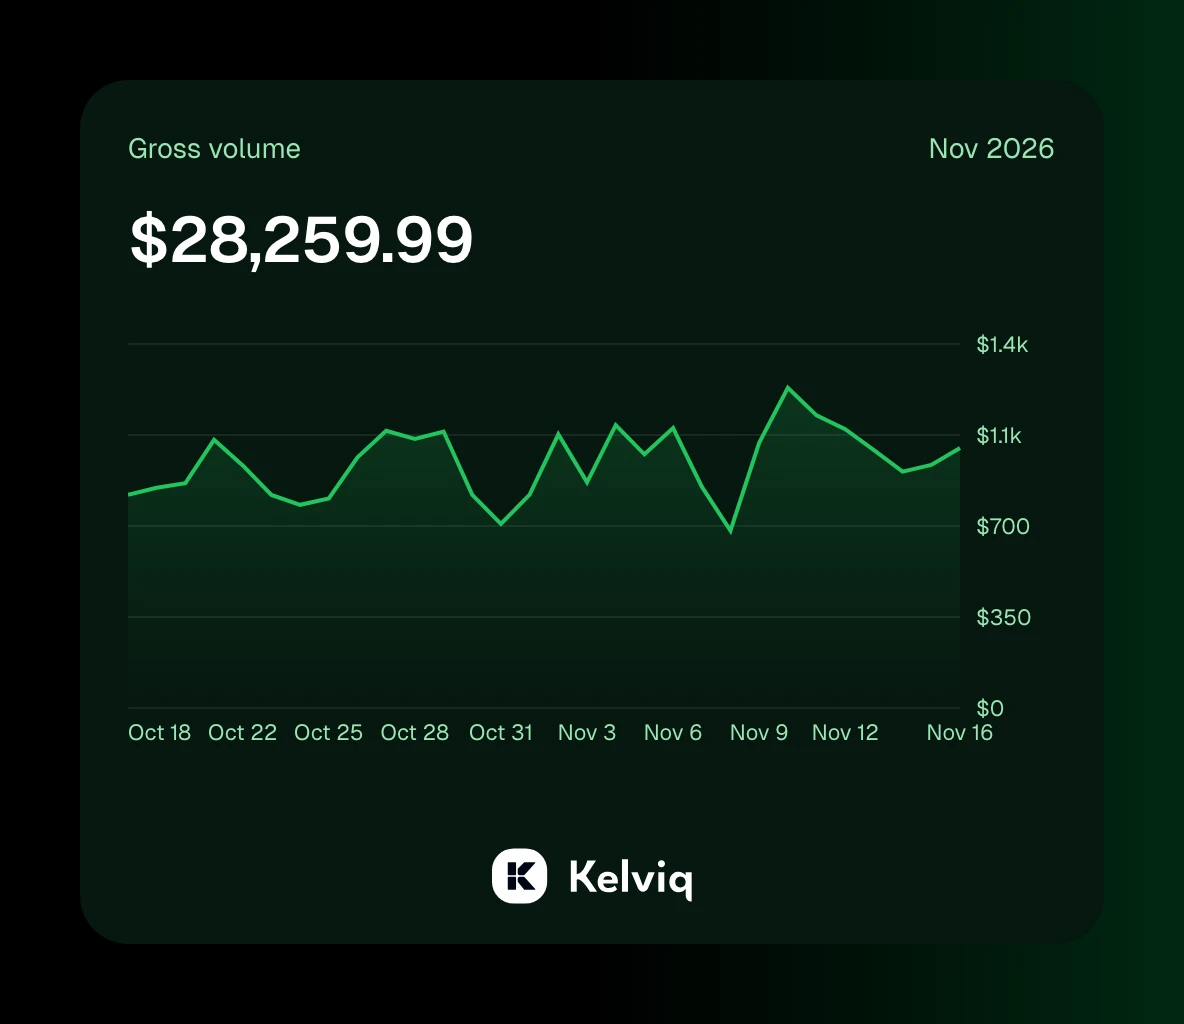 Gross volume
Nov 2026
$28,259.99
$1.4k
$1.1k
$700
$350
$0
Oct 18 Oct 22 Oct 25 Oct 28 Oct 31 Nov 3 Nov 6 Nov 9 Nov 12 Nov 16
K Kelviq